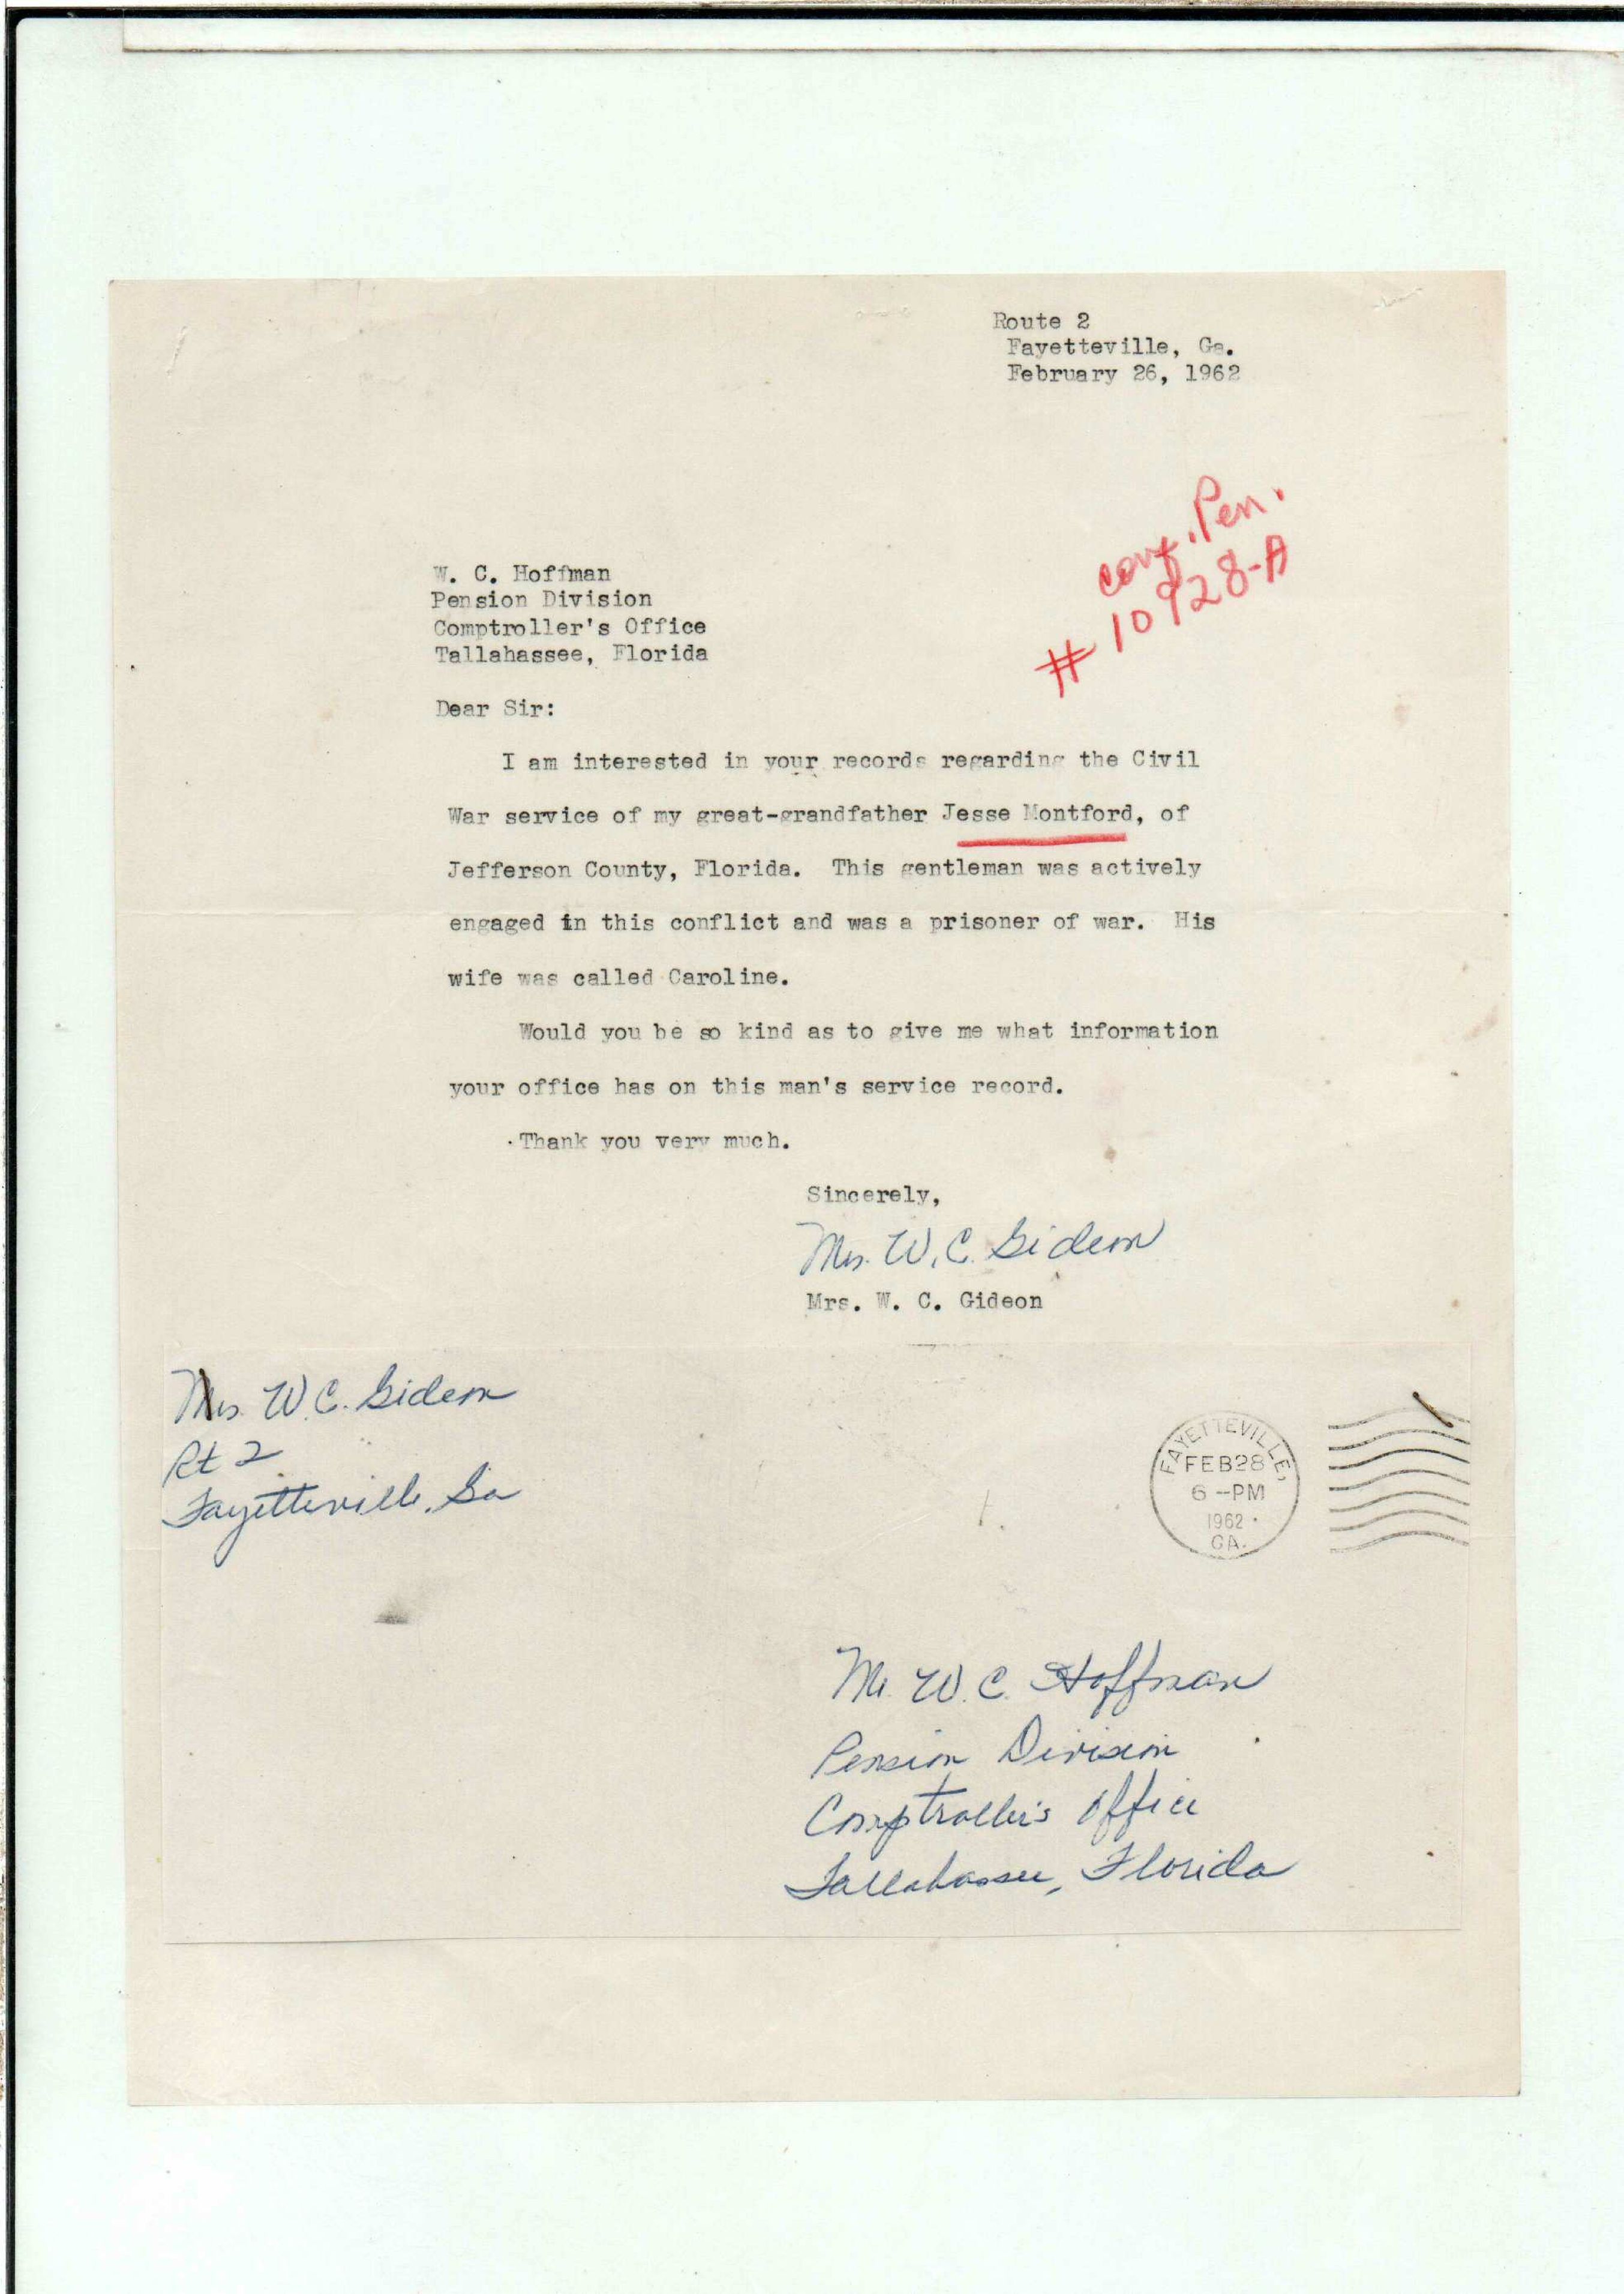 Route 2
Fayetteville, Ga.
February 26, 1962
conf. Pen.
# 10928-A
W. C. Hoffman
Pension Division
Comptroller's Office
Tallahassee, Florida
Dear Sir:
I am interested in your records regarding the Civil
War service of my great-grandfather Jesse Montford, of
Jefferson County, Florida. This gentleman was actively
engaged in this conflict and was a prisoner of war. His
wife was called Caroline.
Would you be so kind as to give me what information
your office has on this man's service record.
Thank you very much.
Sincerely,
Mrs. W. C. Gideon
Mrs. W. C. Gideon
Mrs W. C. Gideon
Rt 2
Fayetteville, Ga
FAYETTEVILLE,
FEB 28
6 -PM
1962
GA.
Mr. W. C. Hoffman
Pension Division
Comptroller's Office
Tallahassee, Florida